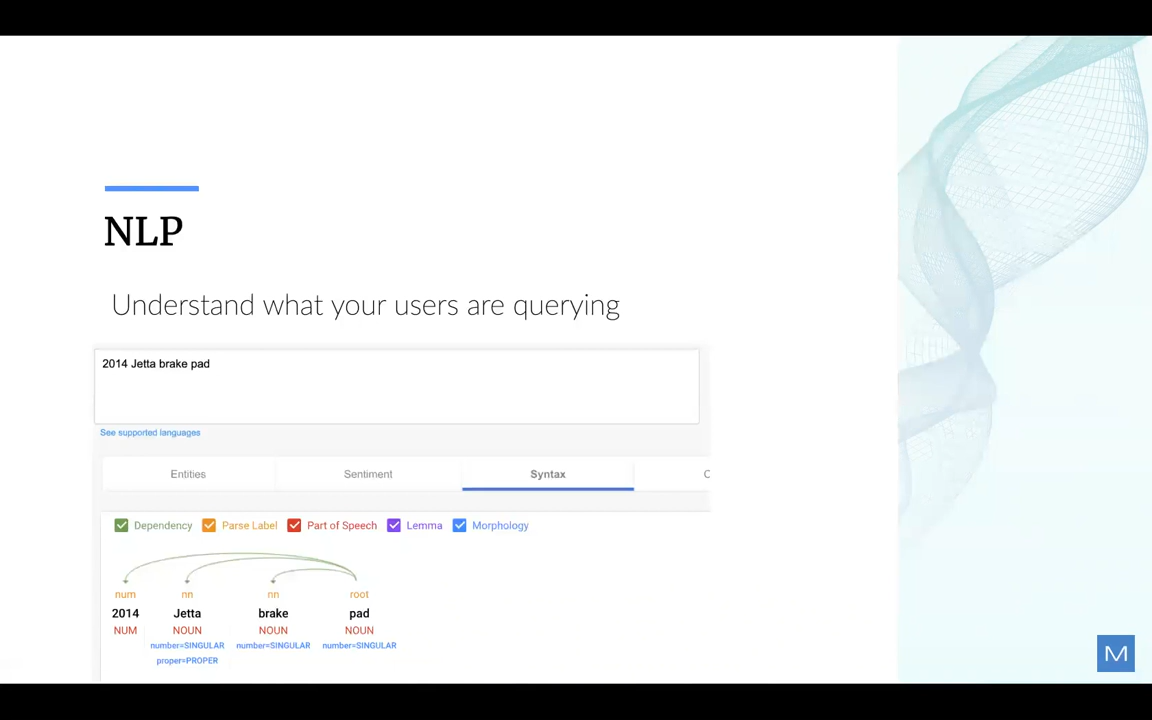 NLP
Understand what your users are querying
2014 Jetta brake pad
See supported languages
Entities Sentiment Syntax C
Dependency Parse Label Part of Speech Lemma Morphology
num nn nn root
2014 Jetta brake pad
NUM NOUN NOUN NOUN
number=SINGULAR number=SINGULAR number=SINGULAR
proper=PROPER
M